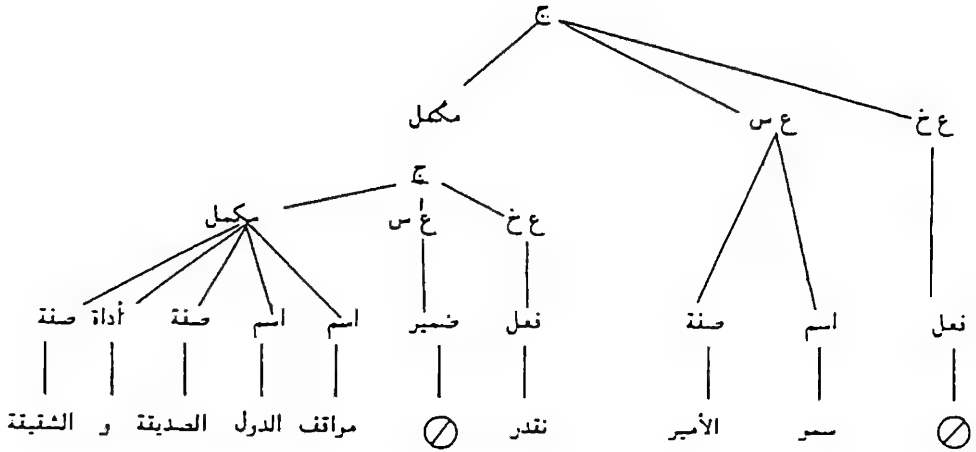 ج
ع خ ع س مكمل
ج
ع خ ع س مكمل
فعل اسم صفة فعل ضمير اسم اسم صفة أداة صفة
∅ سمو الأمير نقدر ∅ مواقف الدول الصديقة و الشقيقة